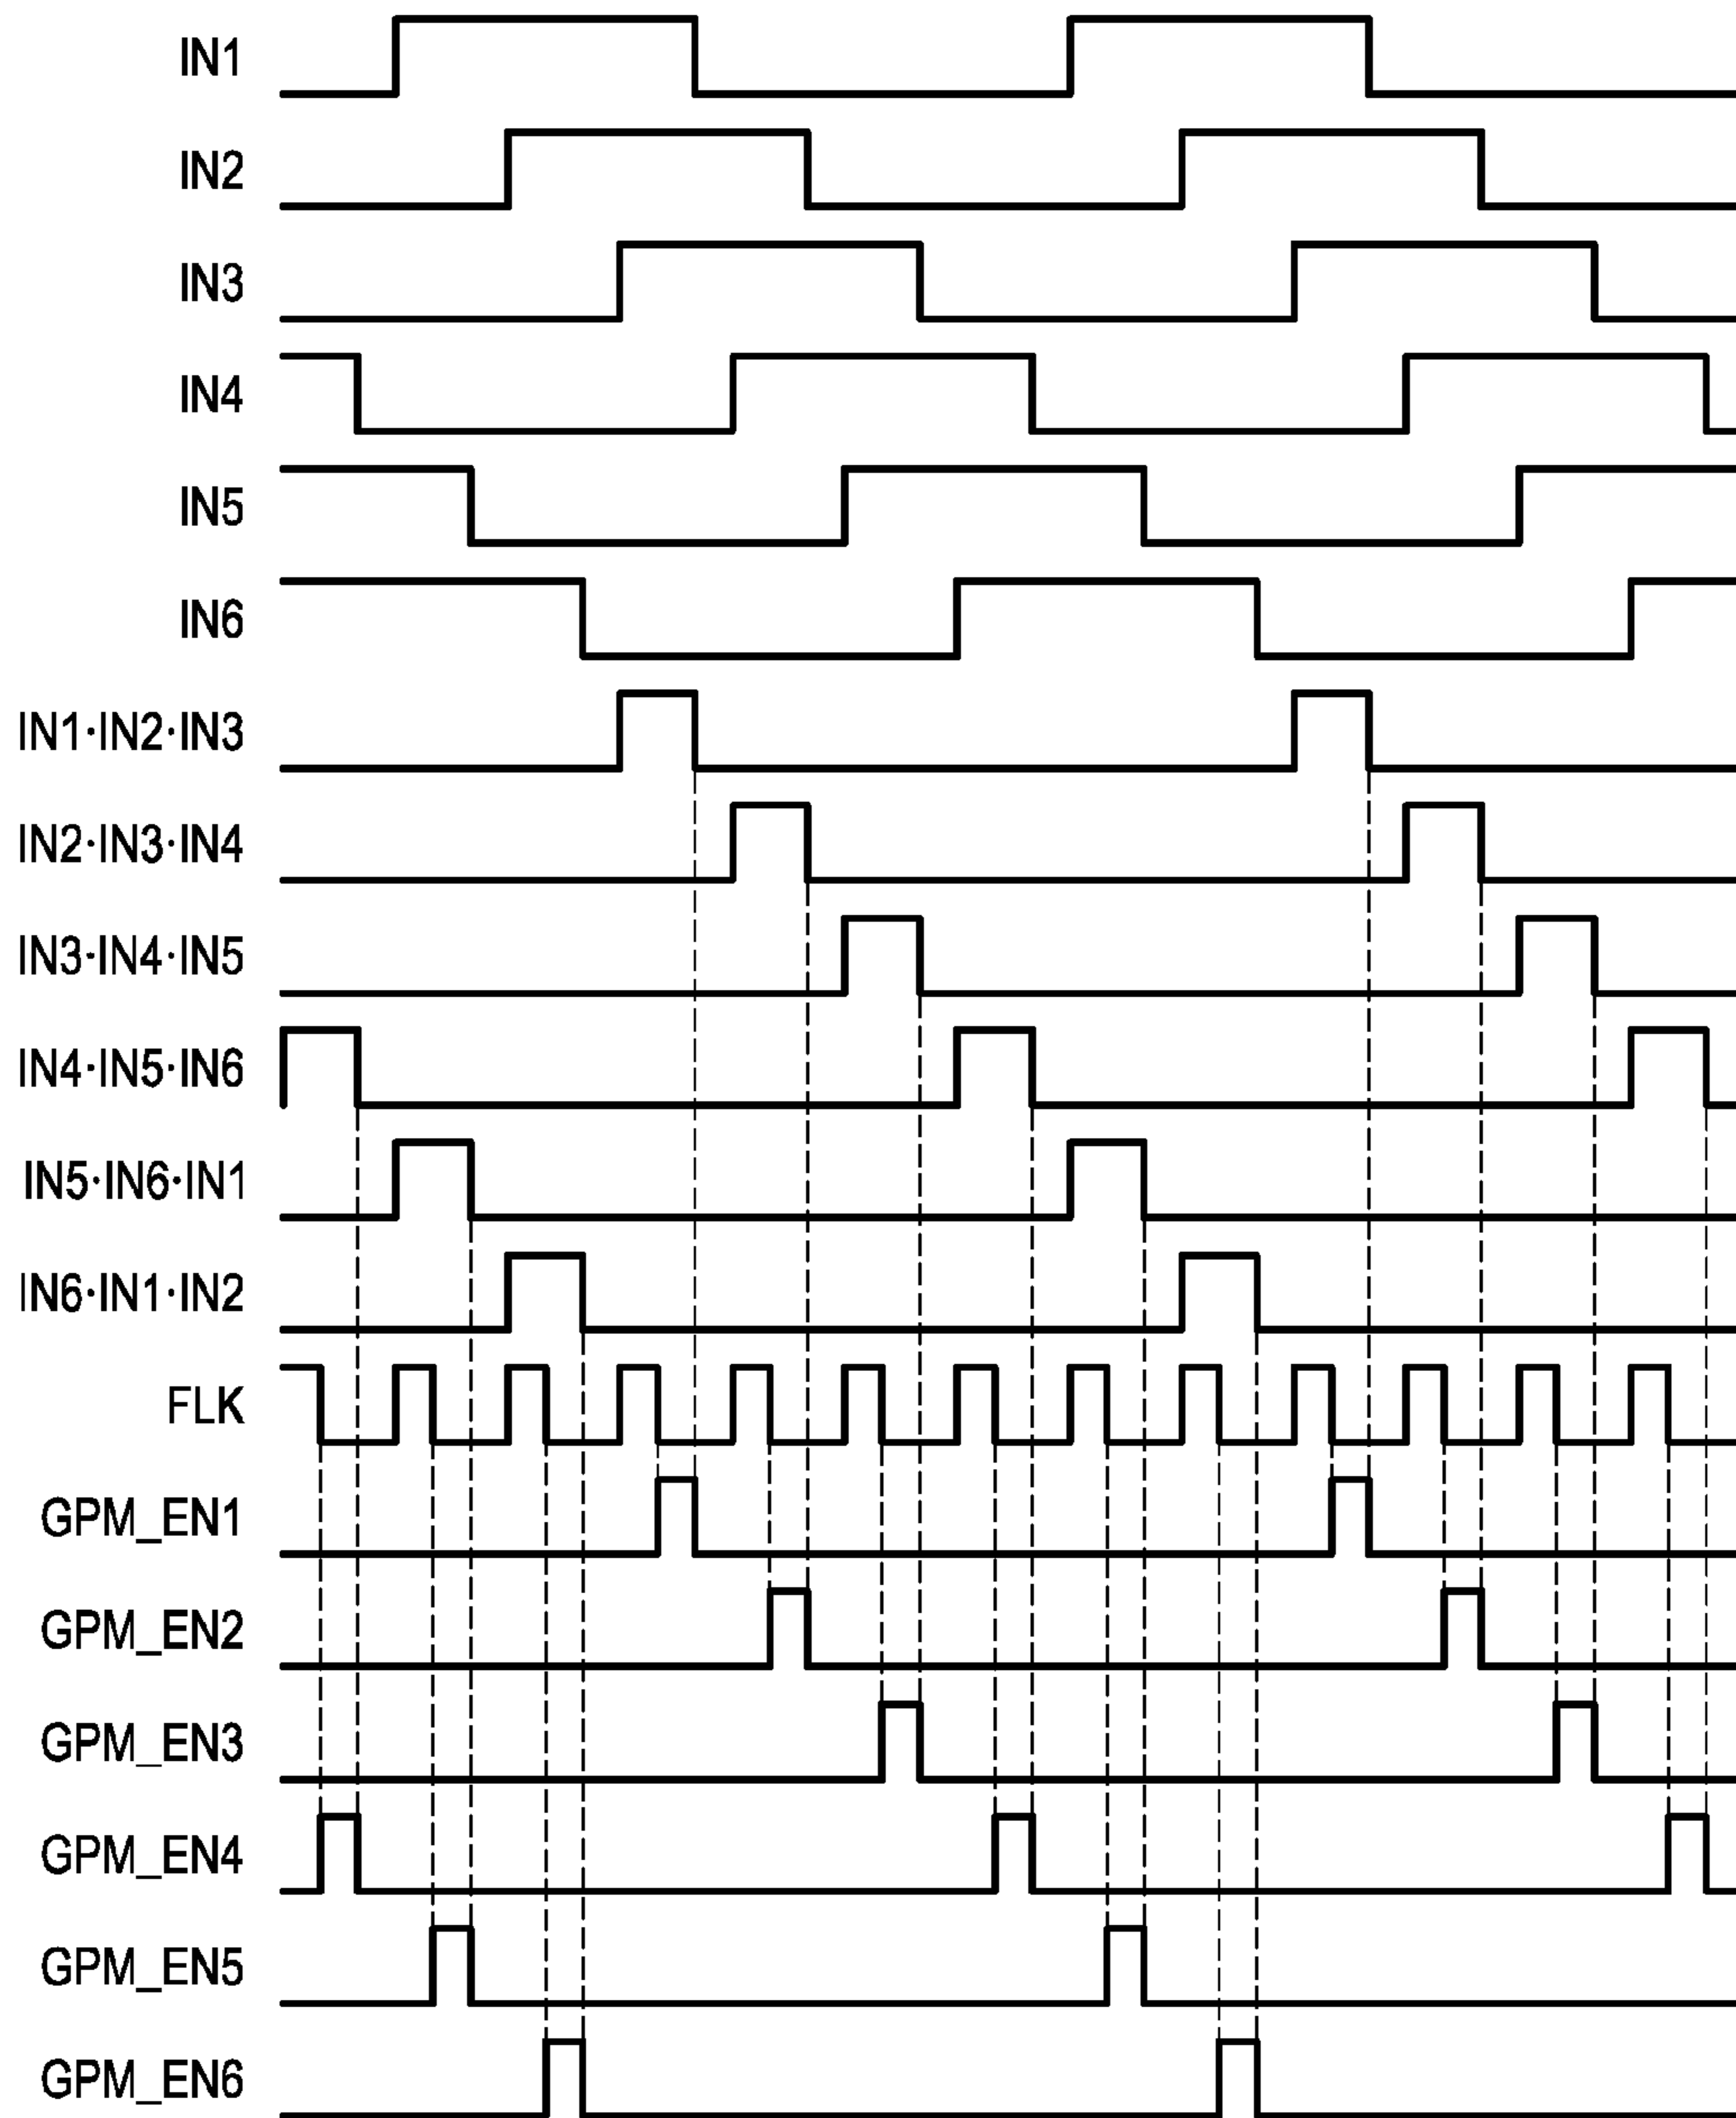 IN1
IN2
IN3
IN4
IN5
IN6
IN1·IN2·IN3
IN2·IN3·IN4
IN3·IN4·IN5
IN4·IN5·IN6
IN5·IN6·IN1
IN6·IN1·IN2
FLK
GPM_EN1
GPM_EN2
GPM_EN3
GPM_EN4
GPM_EN5
GPM_EN6